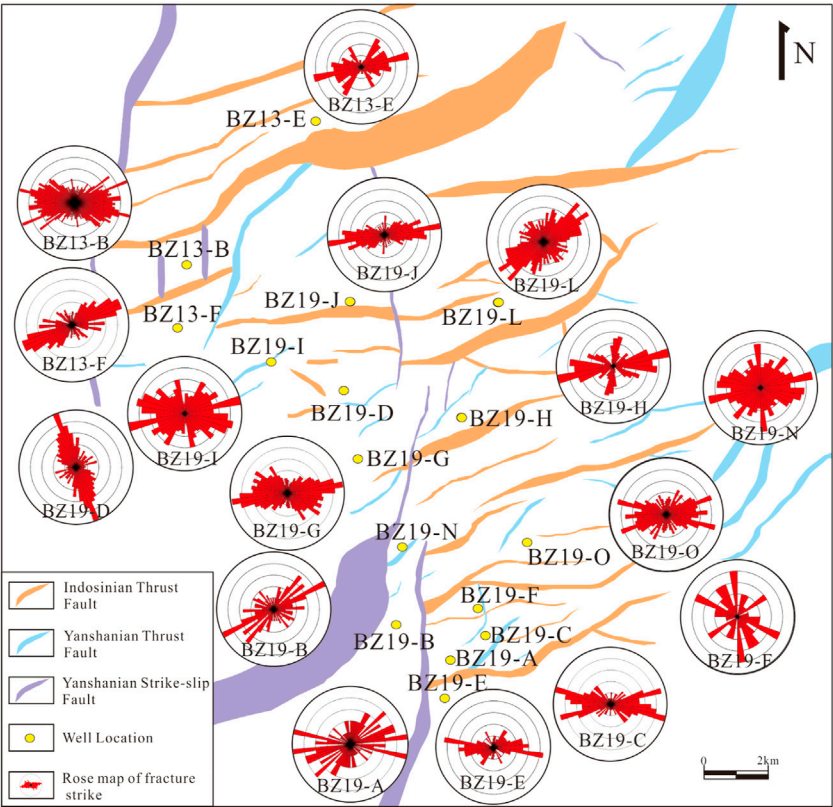 BZ13-E
N
BZ13-E
BZ13-B
BZ13-B
BZ19-J
BZ19-L
BZ13-F
BZ13-F
BZ19-J
BZ19-L
BZ19-I
BZ19-H
BZ19-N
BZ19-D
BZ19-H
BZ19-I
BZ19-D
BZ19-G
BZ19-G
BZ19-N
BZ19-O
BZ19-O
BZ19-F
BZ19-B
BZ19-B
BZ19-C
BZ19-A
BZ19-F
BZ19-E
BZ19-C
BZ19-A
BZ19-E
Indosinian Thrust
Fault
Yanshanian Thrust
Fault
Yanshanian Strike-slip
Fault
Well Location
Rose map of fracture
strike
0 2km